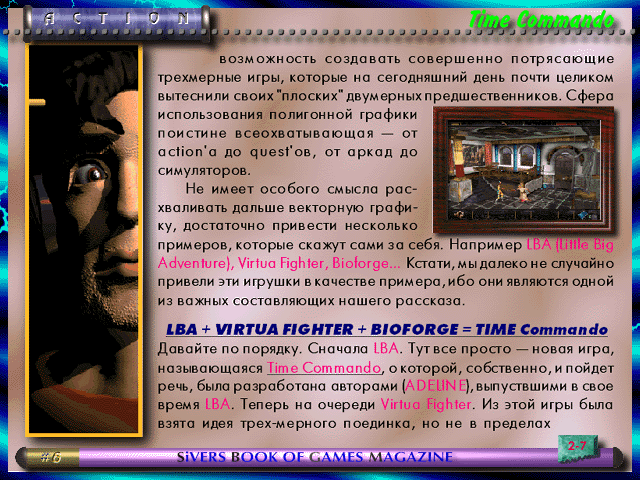 ACTION
Time Commando
возможность создавать совершенно потрясающие
трехмерные игры, которые на сегодняшний день почти целиком
вытеснили своих "плоских" двумерных предшественников. Сфера
использования полигонной графики
поистине всеохватывающая — от
action'а до quest'ов, от аркад до
симуляторов.
Не имеет особого смысла рас-
хваливать дальше векторную графи-
ку, достаточно привести несколько
примеров, которые скажут сами за себя. Например LBA (Little Big
Adventure), Virtua Fighter, Bioforge... Кстати, мы далеко не случайно
привели эти игрушки в качестве примера, ибо они являются одной
из важных составляющих нашего рассказа.
LBA + VIRTUA FIGHTER + BIOFORGE = TIME Commando
Давайте по порядку. Сначала LBA. Тут все просто — новая игра,
называющаяся Time Commando, о которой, собственно, и пойдет
речь, была разработана авторами (ADELINE), выпустившими в свое
время LBA. Теперь на очереди Virtua Fighter. Из этой игры была
взята идея трех-мерного поединка, но не в пределах
2-7
#6
SiVERS BOOK OF GAMES MAGAZINE